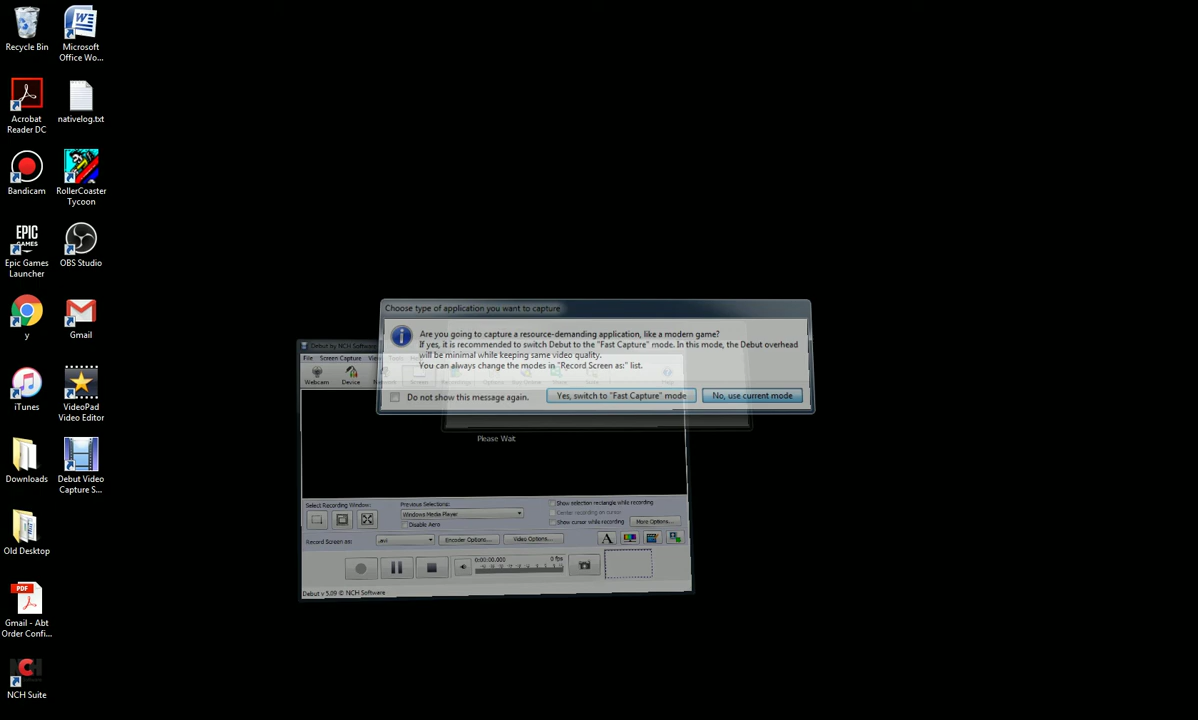 Recycle Bin
Microsoft
Office Wo...
Acrobat
Reader DC
nativelog.txt
Bandicam
RollerCoaster
Tycoon
EPIC
GAMES
Epic Games
Launcher
OBS Studio
y
Gmail
iTunes
VideoPad
Video Editor
Downloads
Debut Video
Capture S...
Old Desktop
PDF
Gmail - Abt
Order Confi...
NCH Suite
Choose type of application you want to capture
Are you going to capture a resource-demanding application, like a modern game?
If yes, it is recommended to switch Debut to the "Fast Capture" mode. In this mode, the Debut overhead
will be minimal while keeping same video quality.
You can always change the modes in "Record Screen as:" list.
Do not show this message again.
Yes, switch to "Fast Capture" mode
No, use current mode
Debut by NCH Software
File Screen Capture
Webcam Device
Please Wait
Select Recording Window:
Previous Selections:
Windows Media Player
Disable Aero
Show selection rectangle while recording
Center recording on cursor
Show cursor while recording
More Options...
Record Screen as:
.avi
Encoder Options...
Video Options...
0:00:00.000
0 fps
Debut v 5.09 © NCH Software